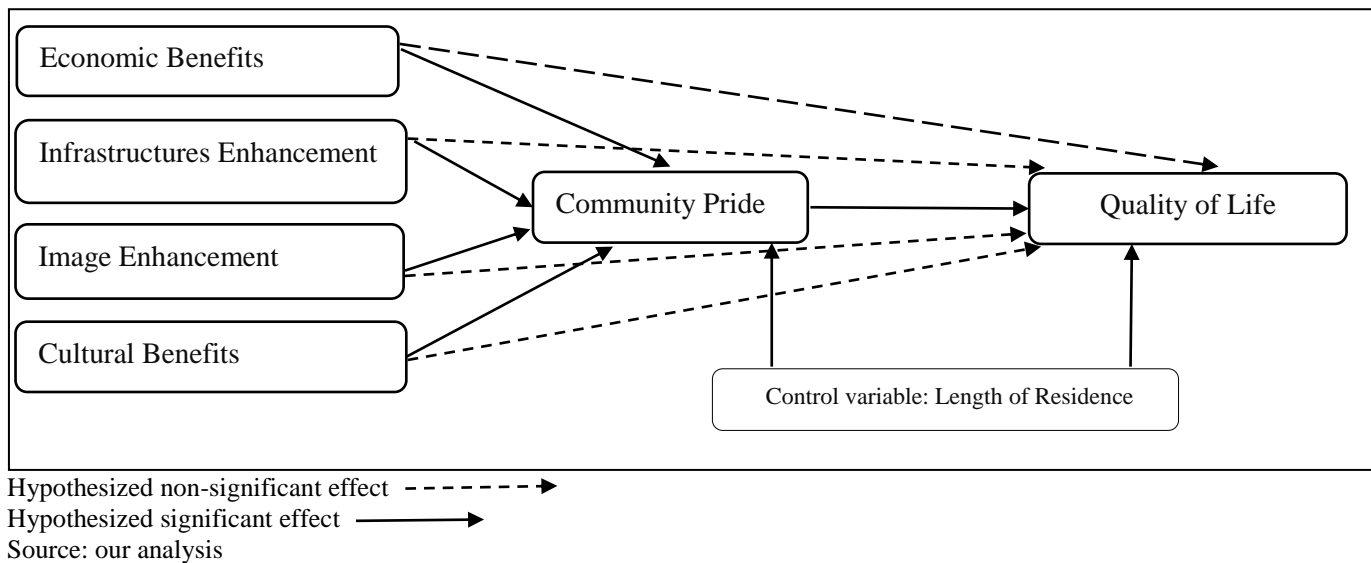 Economic Benefits
Infrastructures Enhancement
Community Pride
Quality of Life
Image Enhancement
Cultural Benefits
Control variable: Length of Residence
Hypothesized non-significant effect
Hypothesized significant effect
Source: our analysis